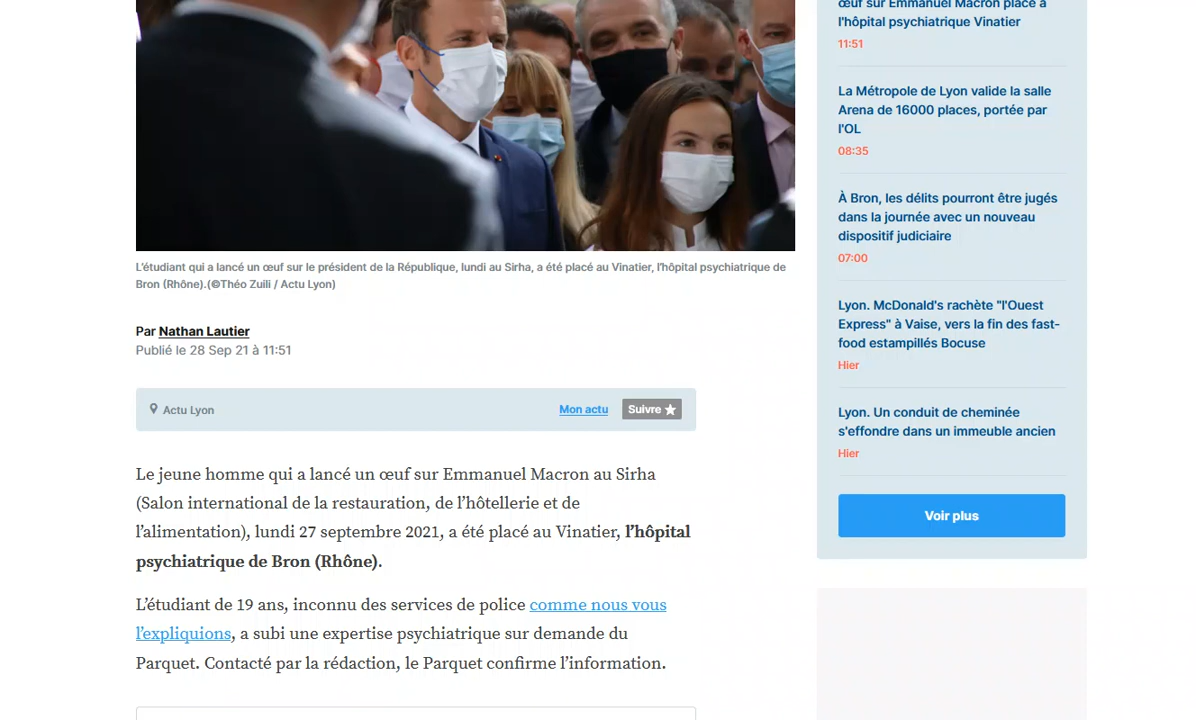 L'étudiant qui a lancé un œuf sur le président de la République, lundi au Sirha, a été placé au Vinatier, l'hôpital psychiatrique de
Bron (Rhône).(©Théo Zuili / Actu Lyon)
Par Nathan Lautier
Publié le 28 Sep 21 à 11:51
Actu Lyon
Mon actu
Suivre
Le jeune homme qui a lancé un œuf sur Emmanuel Macron au Sirha
(Salon international de la restauration, de l’hôtellerie et de
l’alimentation), lundi 27 septembre 2021, a été placé au Vinatier, l’hôpital
psychiatrique de Bron (Rhône).
L’étudiant de 19 ans, inconnu des services de police comme nous vous
l’expliquions, a subi une expertise psychiatrique sur demande du
Parquet. Contacté par la rédaction, le Parquet confirme l’information.
œuf sur Emmanuel Macron placé à
l'hôpital psychiatrique Vinatier
11:51
La Métropole de Lyon valide la salle
Arena de 16000 places, portée par
l'OL
08:35
À Bron, les délits pourront être jugés
dans la journée avec un nouveau
dispositif judiciaire
07:00
Lyon. McDonald's rachète "l'Ouest
Express" à Vaise, vers la fin des fast-
food estampillés Bocuse
Hier
Lyon. Un conduit de cheminée
s'effondre dans un immeuble ancien
Hier
Voir plus